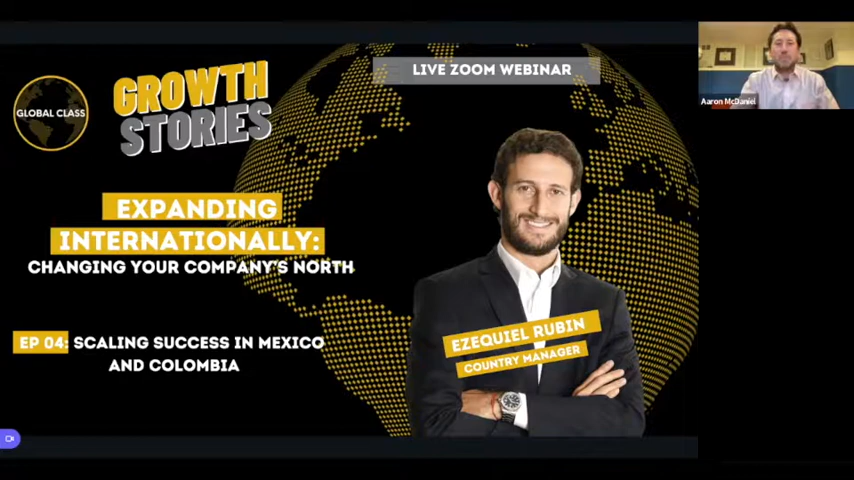 LIVE ZOOM WEBINAR
GLOBAL CLASS
GROWTH
STORIES
EXPANDING
INTERNATIONALLY:
CHANGING YOUR COMPANY'S NORTH
EP 04: SCALING SUCCESS IN MEXICO
AND COLOMBIA
EZEQUIEL RUBIN
COUNTRY MANAGER
Aaron McDaniel